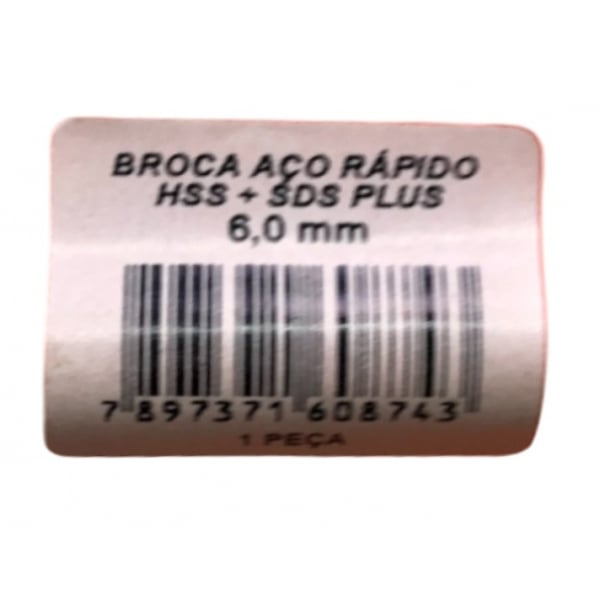 BROCA AÇO RÁPIDO
HSS + SDS PLUS
6,0 mm
7 897371 608743
1 PEÇA